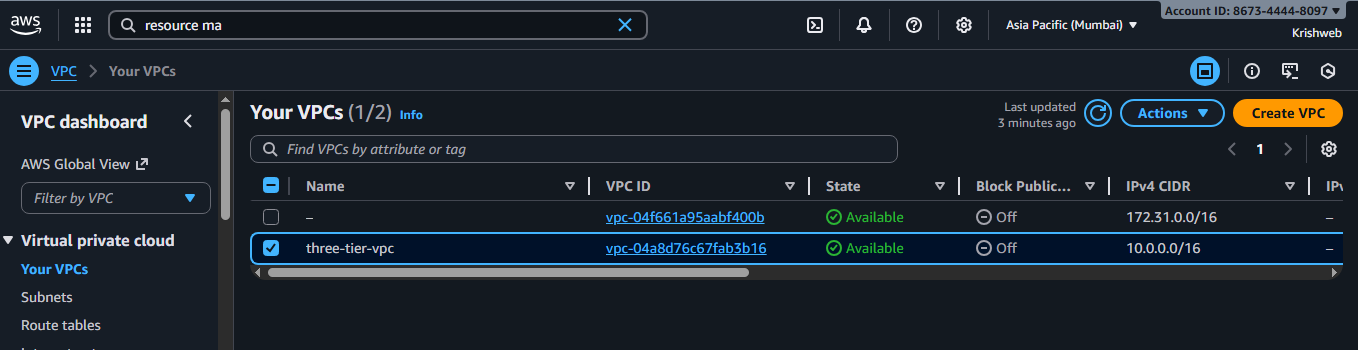 aws
resource ma
Asia Pacific (Mumbai)
Account ID: 8673-4444-8097
Krishweb
VPC
Your VPCs
VPC dashboard
AWS Global View
Filter by VPC
Virtual private cloud
Your VPCs
Subnets
Route tables
Your VPCs (1/2) Info
Last updated
3 minutes ago
Actions
Create VPC
Find VPCs by attribute or tag
1
Name VPC ID State Block Public... IPv4 CIDR IPv
– vpc-04f661a95aabf400b Available Off 172.31.0.0/16 –
three-tier-vpc vpc-04a8d76c67fab3b16 Available Off 10.0.0.0/16 –